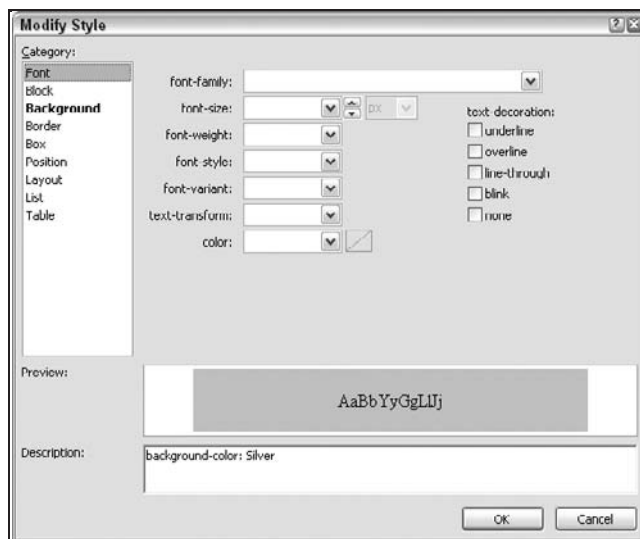 Modify Style
Category:
Font
Block
Background
Border
Box
Position
Layout
List
Table
font-family:
font-size:
px
font-weight:
font-style:
font-variant:
text-transform:
color:
text-decoration:
underline
overline
line-through
blink
none
Preview:
AaBbYyGgLlJj
Description:
background-color: Silver
OK
Cancel